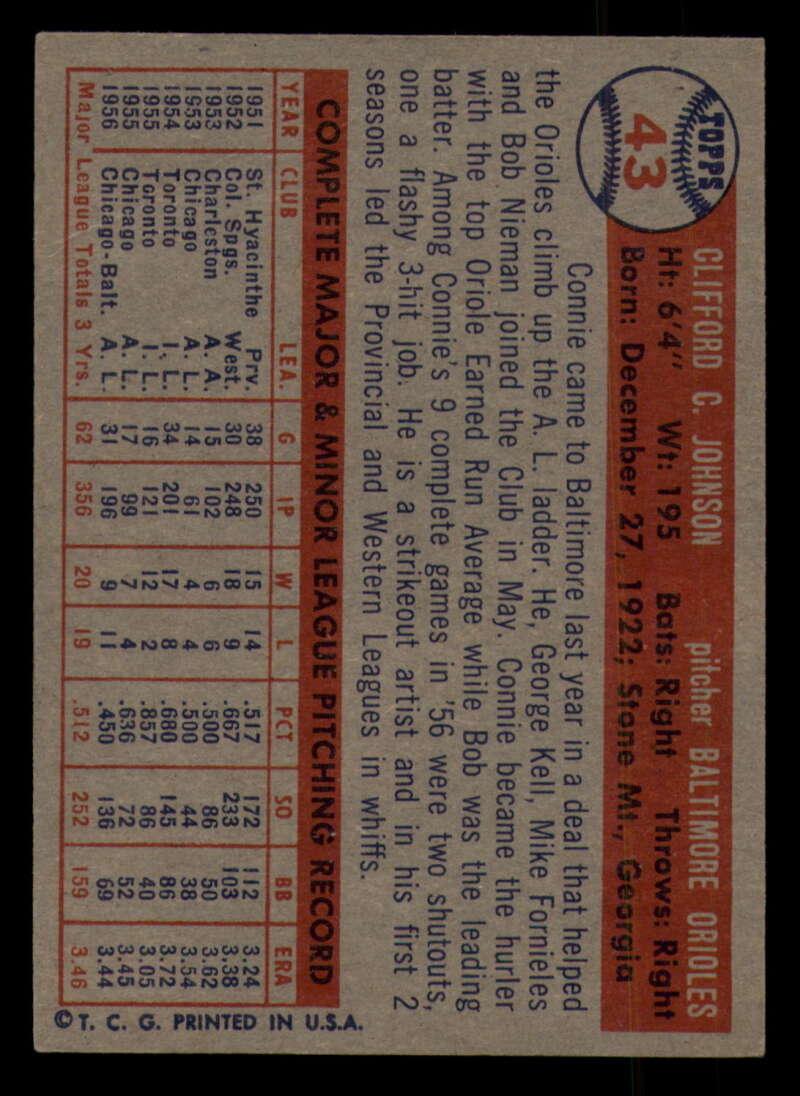 TOPPS
43
CLIFFORD C. JOHNSON pitcher BALTIMORE ORIOLES
Ht: 6'4" Wt: 195 Bats: Right Throws: Right
Born: December 27, 1922; Stone Mt., Georgia
Connie came to Baltimore last year in a deal that helped
the Orioles climb up the A. L. ladder. He, George Kell, Mike Fornieles
and Bob Nieman joined the Club in May. Connie became the hurler
with the top Oriole Earned Run Average while Bob was the leading
batter. Among Connie's 9 complete games in '56 were two shutouts,
one a flashy 3-hit job. He is a strikeout artist and in his first 2
seasons led the Provincial and Western Leagues in whiffs.
COMPLETE MAJOR & MINOR LEAGUE PITCHING RECORD
YEAR CLUB LEA. G IP W L PCT SO BB ERA
1951 St. Hyacinthe Prv. 38 250 15 14 .517 172 112 3.24
1952 Col. Spgs. West. 30 248 18 9 .667 233 103 3.38
1953 Charleston A. A. 15 102 6 6 .500 86 50 3.62
1953 Chicago A. L. 14 61 4 4 .500 44 38 3.54
1954 Toronto I. L. 34 201 17 8 .680 145 86 3.72
1955 Toronto I. L. 16 121 12 2 .857 86 40 3.05
1955 Chicago A. L. 17 99 7 4 .636 72 52 3.45
1956 Chicago-Balt. A. L. 31 196 9 11 .450 136 69 3.44
Major League Totals 3 Yrs. 62 356 20 19 .512 252 159 3.46
© T. C. G. PRINTED IN U.S.A.